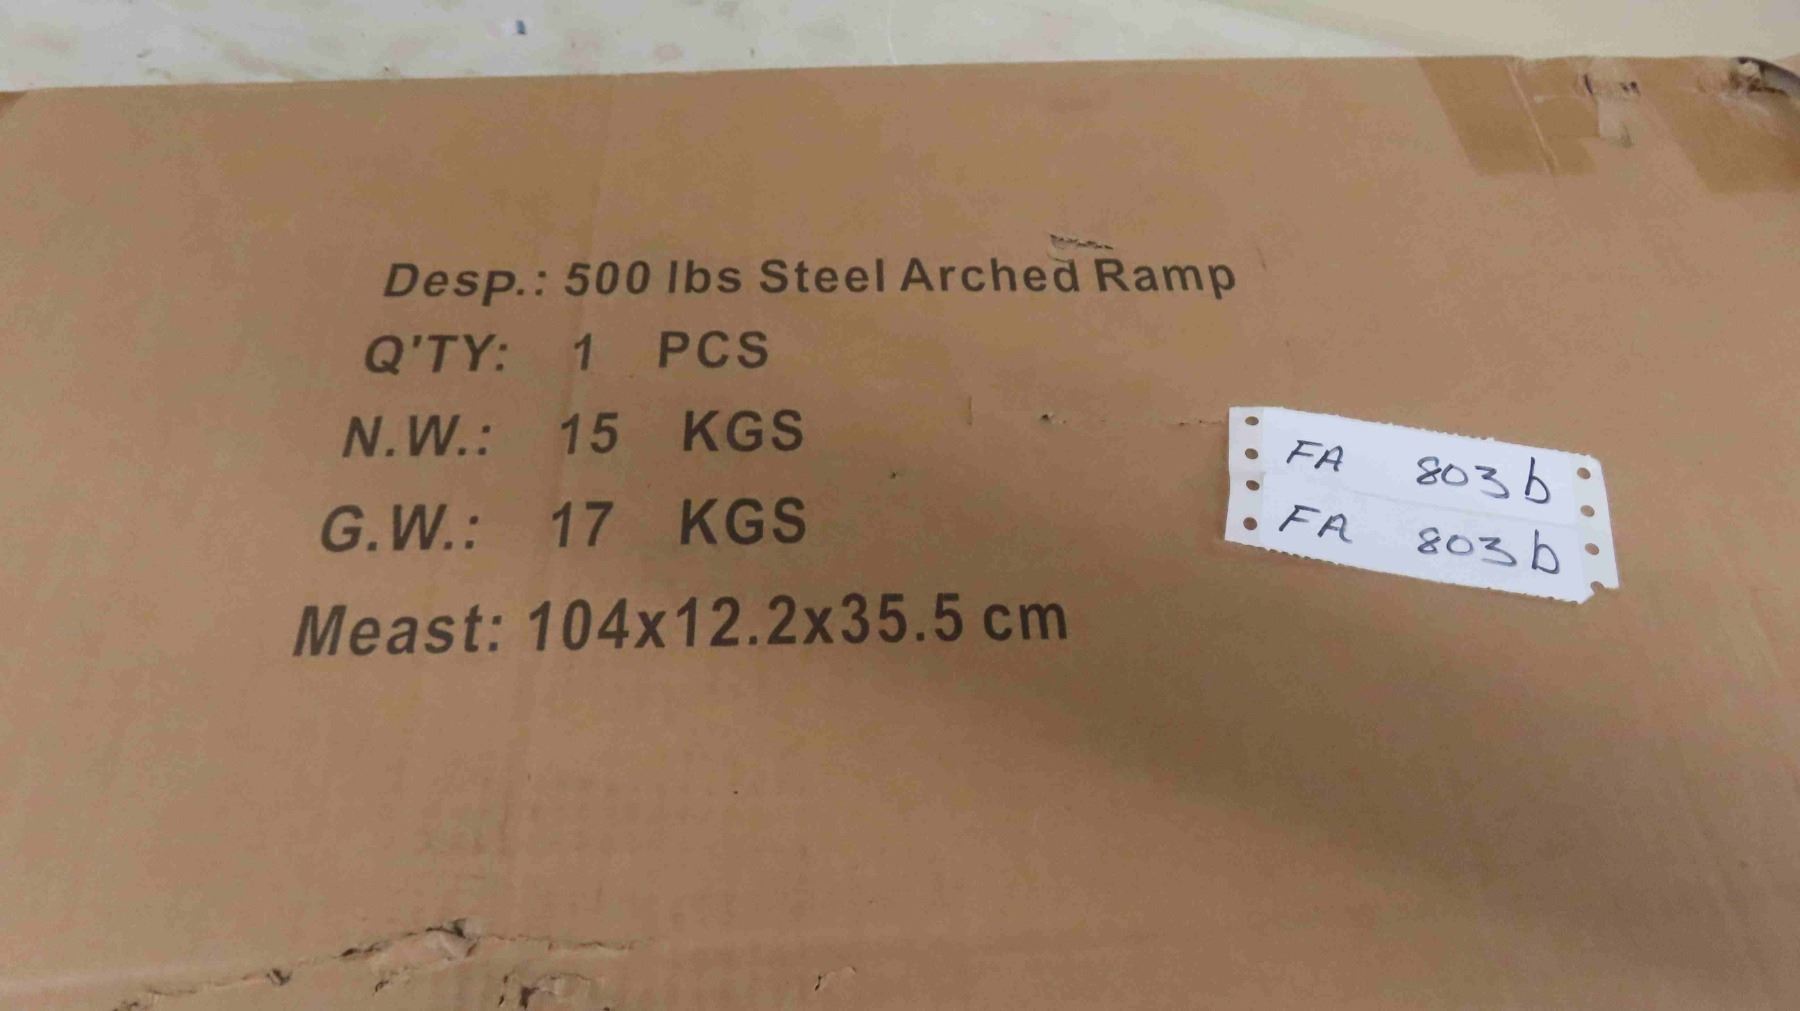 Desp.: 500 lbs Steel Arched Ramp
Q'TY: 1 PCS
N.W.: 15 KGS
G.W.: 17 KGS
Meast: 104x12.2x35.5 cm
FA 803b
FA 803b